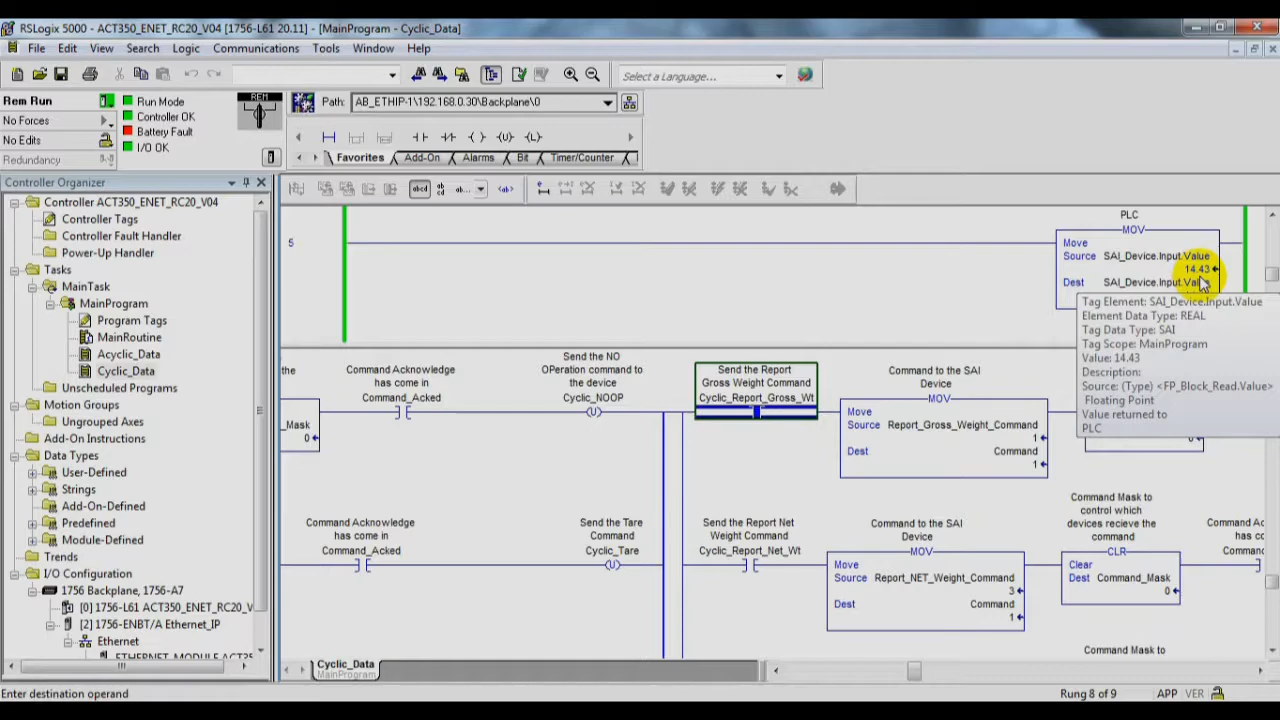 RSLogix 5000 - ACT350_ENET_RC20_V04 [1756-L61 20.11] - [MainProgram - Cyclic_Data]
File Edit View Search Logic Communications Tools Window Help
Select a Language...
Rem Run
No Forces
No Edits
Redundancy
Run Mode
Controller OK
Battery Fault
I/O OK
REM
Path: AB_ETHIP-1\192.168.0.30\Backplane\0
Favorites Add-On Alarms Bit Timer/Counter
Controller Organizer
Controller ACT350_ENET_RC20_V04
Controller Tags
Controller Fault Handler
Power-Up Handler
Tasks
MainTask
MainProgram
Program Tags
MainRoutine
Acyclic_Data
Cyclic_Data
Unscheduled Programs
Motion Groups
Ungrouped Axes
Add-On Instructions
Data Types
User-Defined
Strings
Add-On-Defined
Predefined
Module-Defined
Trends
I/O Configuration
1756 Backplane, 1756-A7
[0] 1756-L61 ACT350_ENET_RC20_V
[2] 1756-ENBT/A Ethernet_IP
Ethernet
ETHERNET_MODULE ACT35
5
PLC
MOV
Move
Source SAI_Device.Input.Value
14.43
Dest SAI_Device.Input.Value
Tag Element: SAI_Device.Input.Value
Element Data Type: REAL
Tag Data Type: SAI
Tag Scope: MainProgram
Value: 14.43
Description:
Source: (Type) <FP_Block_Read.Value>
Floating Point
Value returned to
PLC
the
_Mask
0
Command Acknowledge
has come in
Command_Acked
Send the NO
OPeration command to
the device
Cyclic_NOOP
(U)
Send the Report
Gross Weight Command
Cyclic_Report_Gross_Wt
Command to the SAI
Device
MOV
Move
Source Report_Gross_Weight_Command
1
Dest Command
1
0
Command Acknowledge
has come in
Command_Acked
Send the Tare
Command
Cyclic_Tare
(U)
Send the Report Net
Weight Command
Cyclic_Report_Net_Wt
Command to the SAI
Device
MOV
Move
Source Report_NET_Weight_Command
3
Dest Command
1
Command Mask to
control which
devices recieve the
command
CLR
Clear
Dest Command_Mask
0
Command Ac
has co
Comman
Command Mask to
Cyclic_Data
MainProgram
Enter destination operand
Rung 8 of 9 APP VER